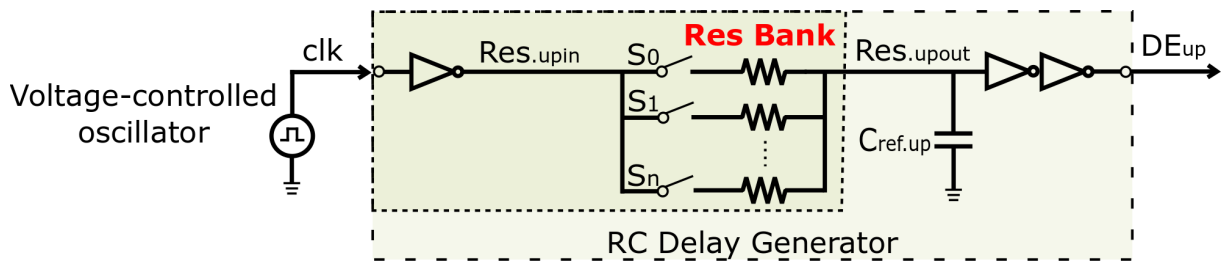 Voltage-controlled
oscillator
clk
Res.upin
S0
S1
Sn
Res Bank
Res.upout
Cref.up
DEup
RC Delay Generator